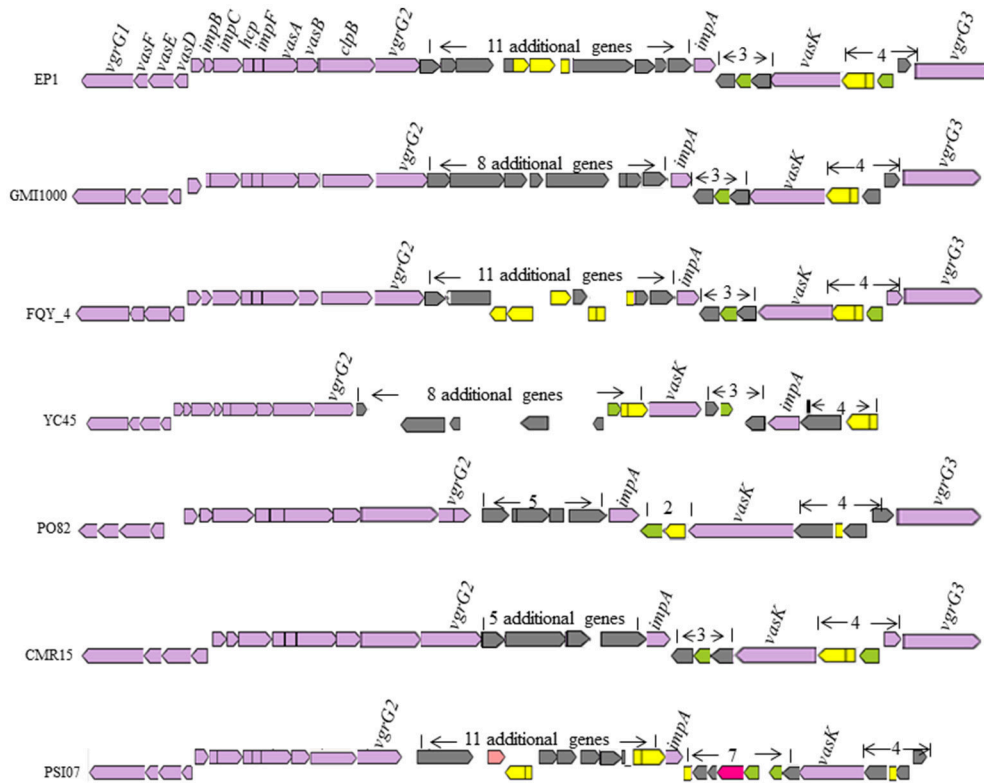 vgrG1 vasF vasE vasD impB impC hcp impF vasA vasB clpB vgrG2 11 additional genes impA 3 vasK 4 vgrG3
EP1
vgrG2 8 additional genes impA 3 vasK 4 vgrG3
GMI1000
vgrG2 11 additional genes impA 3 vasK 4 vgrG3
FQY_4
vgrG2 8 additional genes vasK 3 impA 4
YC45
vgrG2 5 impA 2 vasK 4 vgrG3
PO82
vgrG2 5 additional genes impA 3 vasK 4 vgrG3
CMR15
vgrG2 11 additional genes impA 7 vasK 4
PSI07